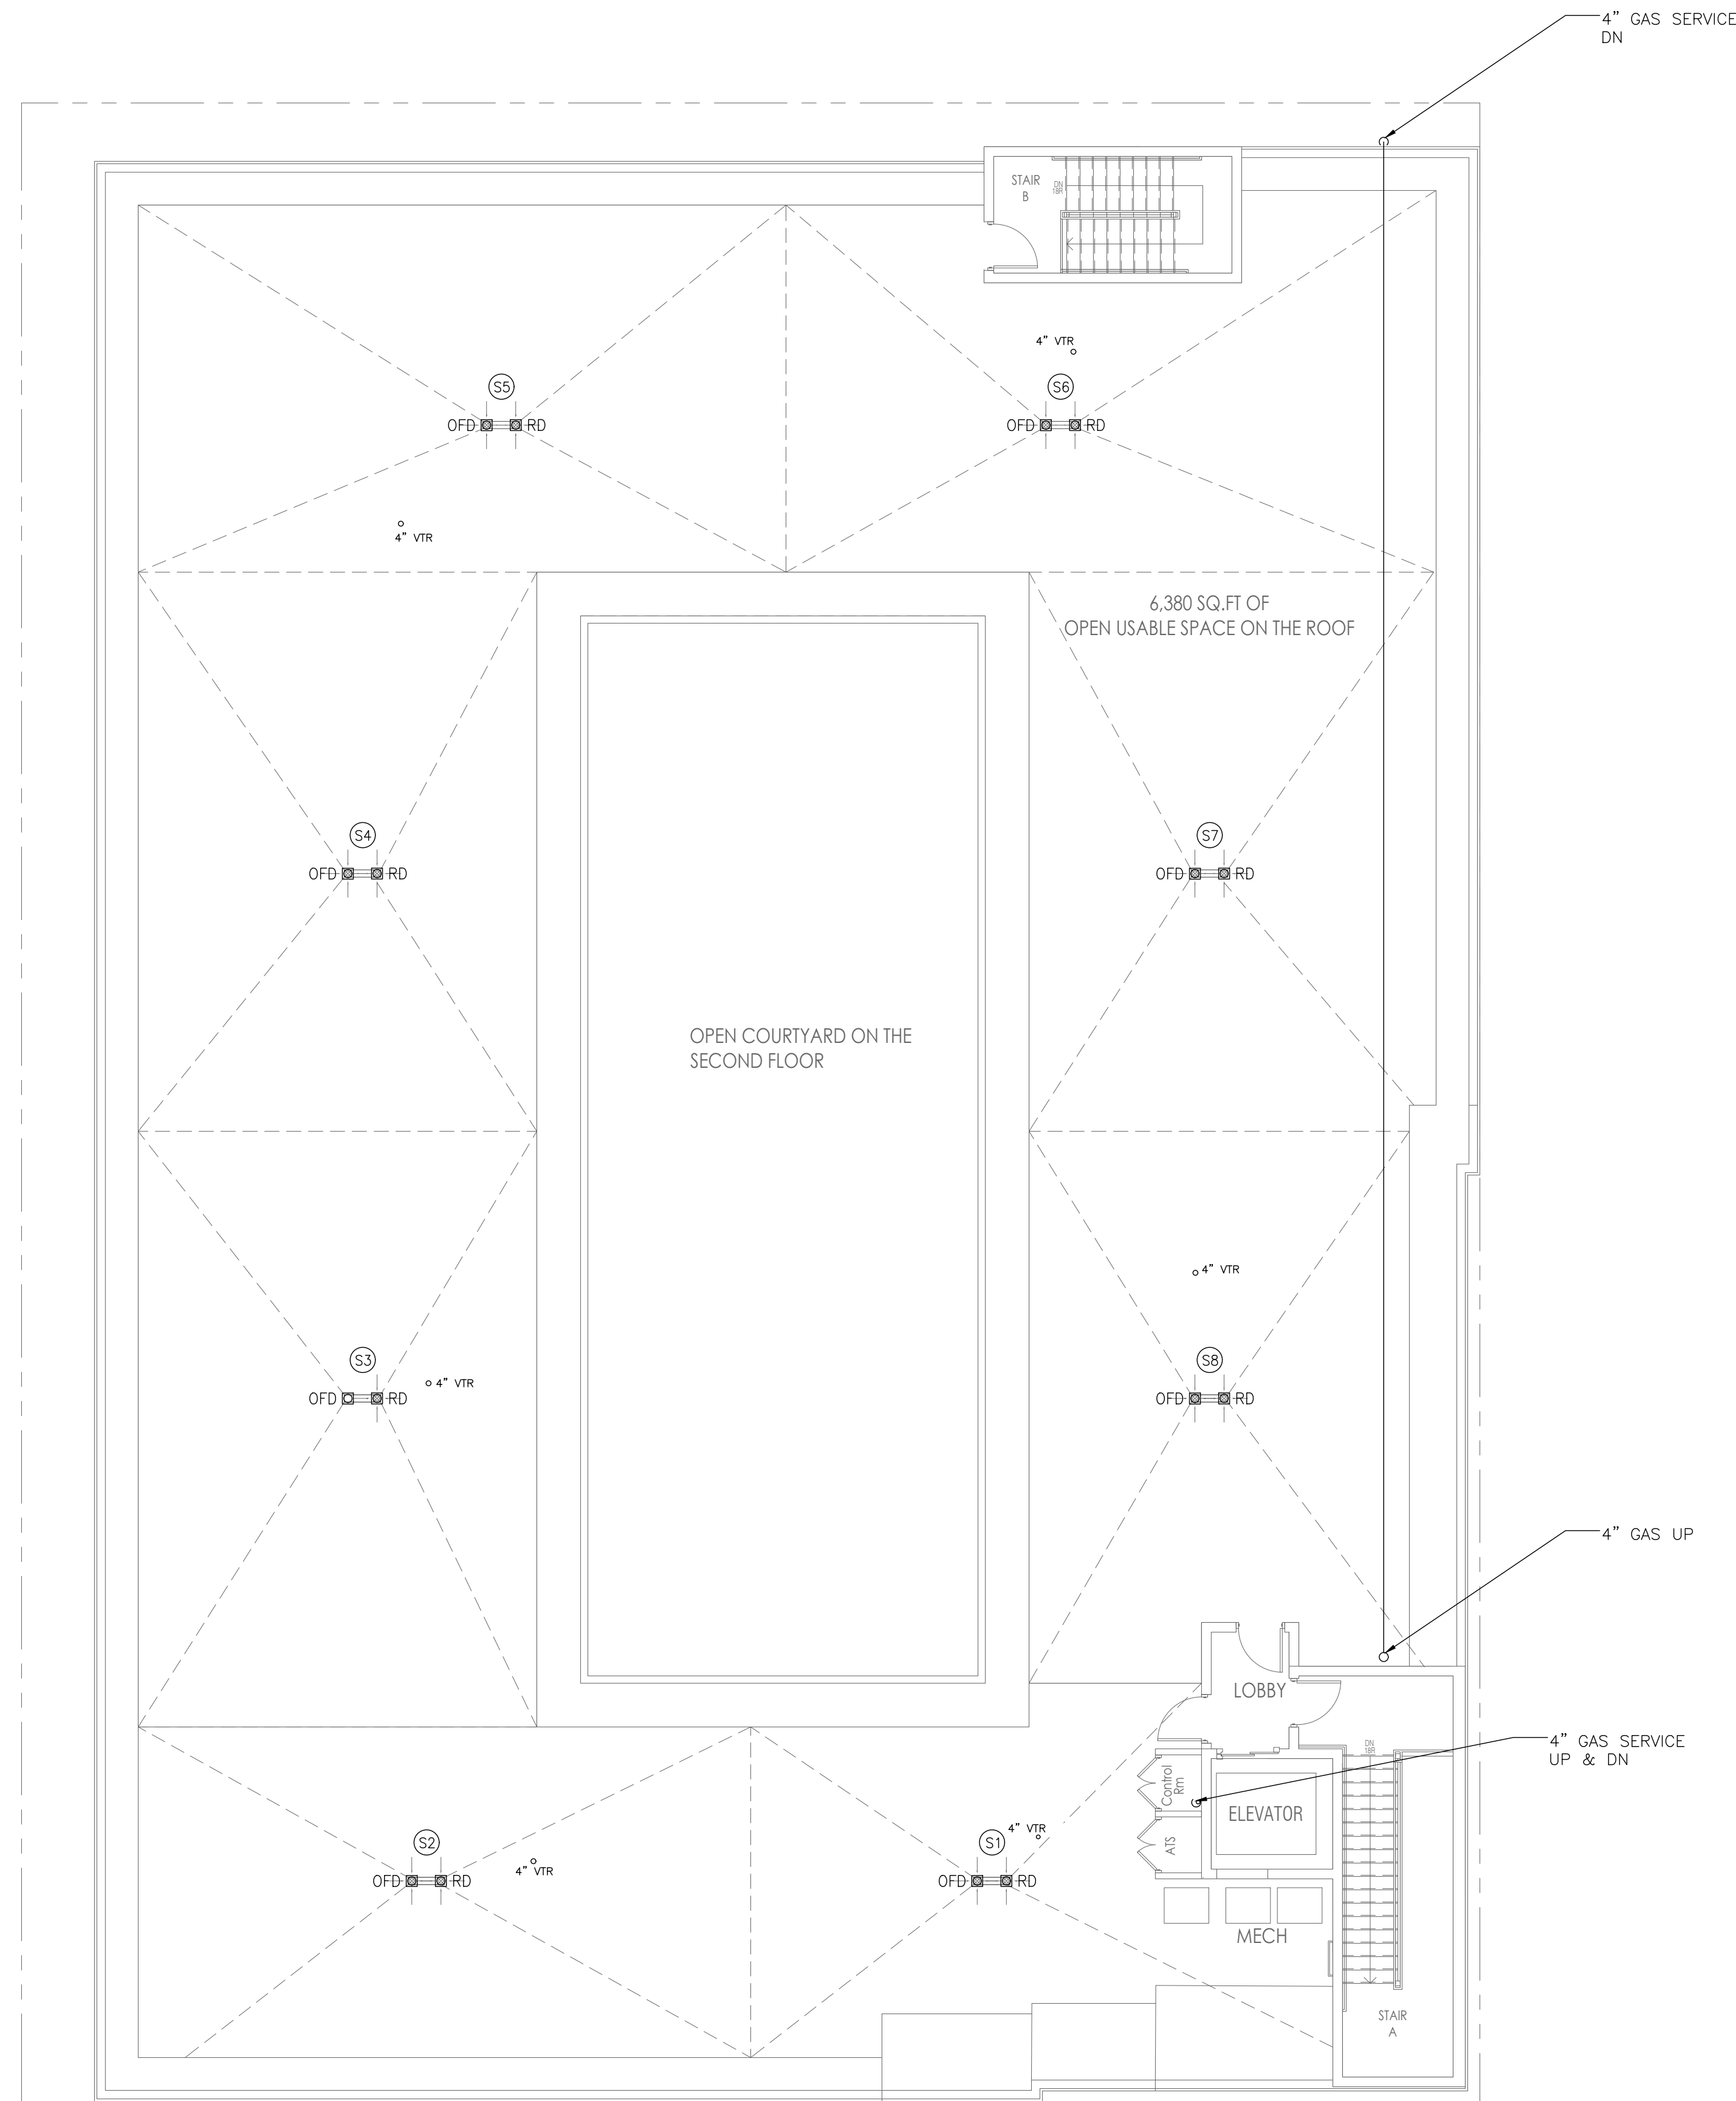 4” GAS SERVICE
DN
STAIR
B
DN
18R
4” VTR
S5
S6
OFD RD
OFD RD
4” VTR
6,380 SQ.FT OF
OPEN USABLE SPACE ON THE ROOF
S4
S7
OFD RD
OFD RD
OPEN COURTYARD ON THE
SECOND FLOOR
4” VTR
S3
S8
4” VTR
OFD RD
OFD RD
4” GAS UP
LOBBY
4” GAS SERVICE
UP & DN
DN
18R
Control
Rm
ELEVATOR
4” VTR
S2
S1
ATS
4” VTR
OFD RD
OFD RD
MECH
STAIR
A